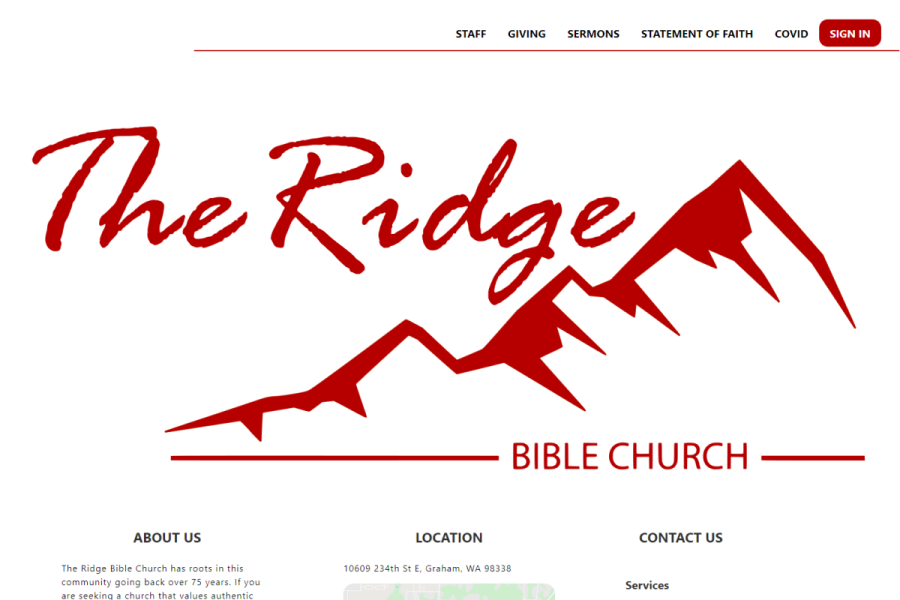 STAFF GIVING SERMONS STATEMENT OF FAITH COVID SIGN IN
The Ridge
BIBLE CHURCH
ABOUT US
The Ridge Bible Church has roots in this
community going back over 75 years. If you
are seeking a church that values authentic
LOCATION
10609 234th St E, Graham, WA 98338
CONTACT US
Services